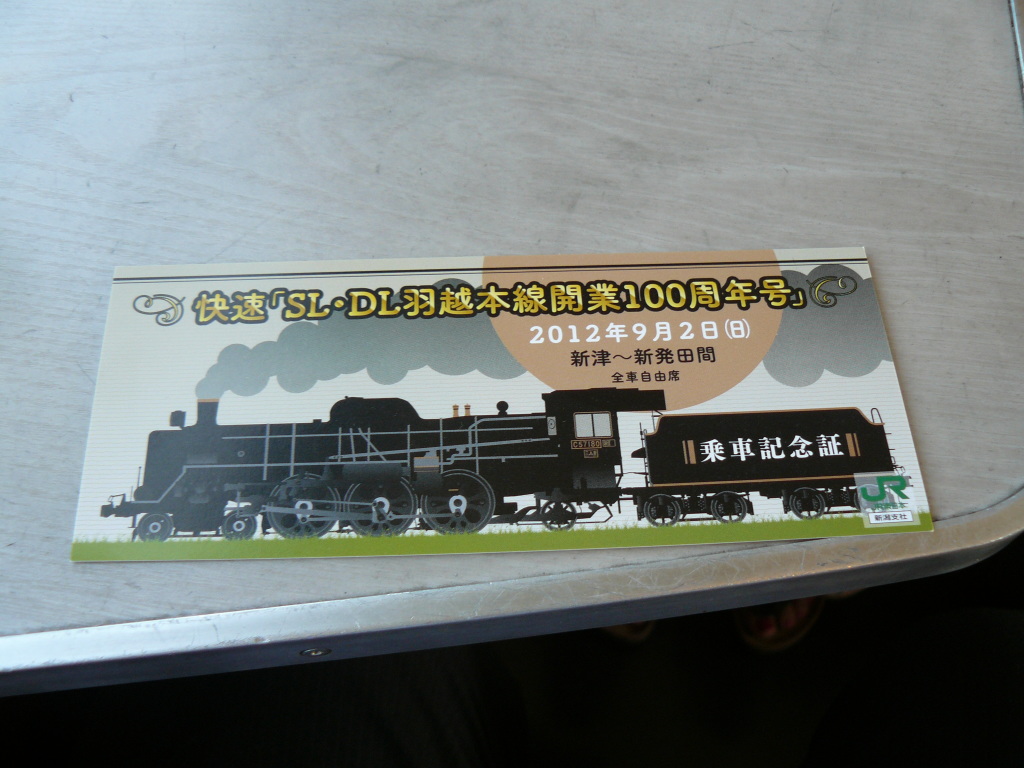 快速「SL・DL羽越本線開業100周年号」
2012年9月2日(日)
新津～新発田間
全車自由席
C57180
乗車記念証
JR
新潟支社